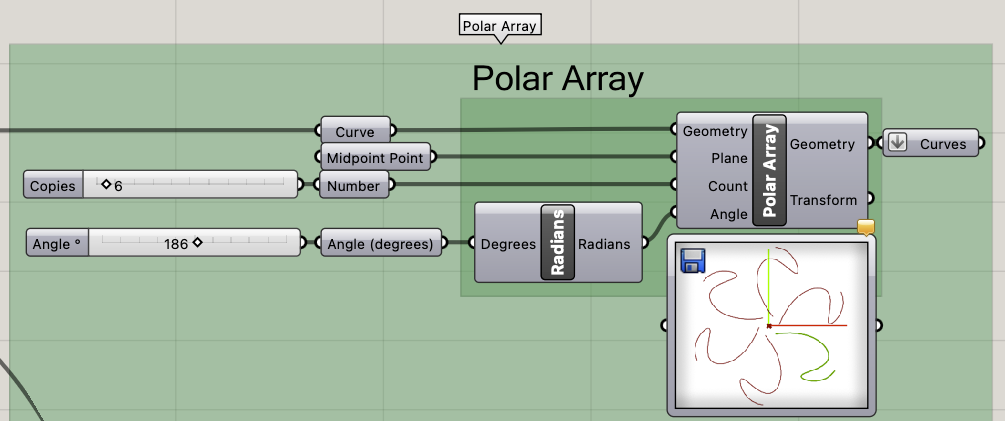 Polar Array
Polar Array
Curve
Midpoint Point
Copies 6
Number
Angle ° 186
Angle (degrees)
Degrees Radians Radians
Geometry
Plane
Count
Angle
Polar Array
Geometry
Transform
Curves